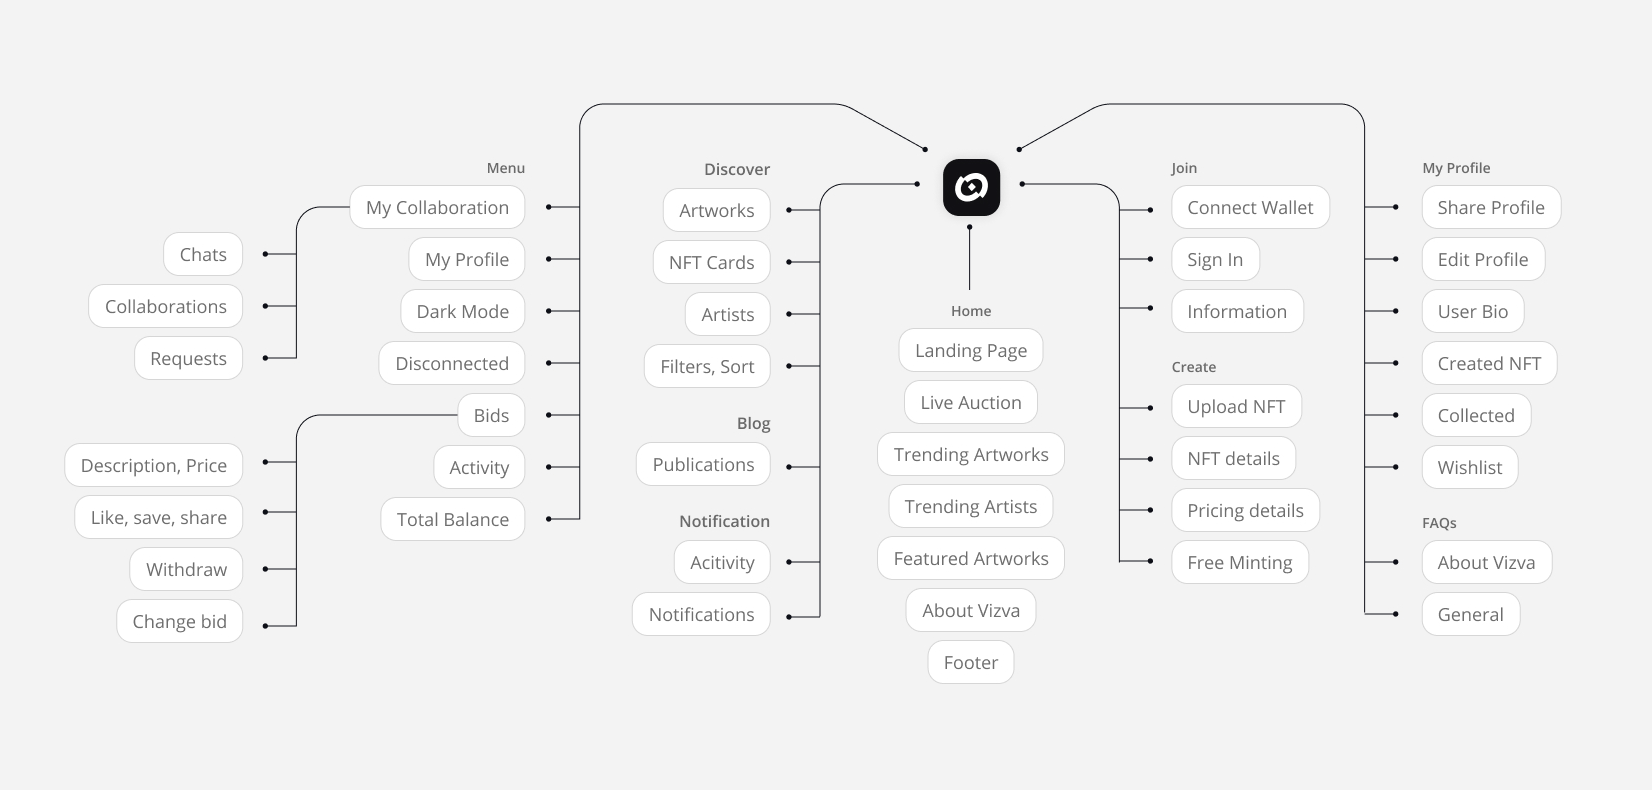 Menu
My Collaboration
My Profile
Dark Mode
Disconnected
Bids
Activity
Total Balance
Chats
Collaborations
Requests
Description, Price
Like, save, share
Withdraw
Change bid
Discover
Artworks
NFT Cards
Artists
Filters, Sort
Blog
Publications
Notification
Acitivity
Notifications
Home
Landing Page
Live Auction
Trending Artworks
Trending Artists
Featured Artworks
About Vizva
Footer
Join
Connect Wallet
Sign In
Information
Create
Upload NFT
NFT details
Pricing details
Free Minting
My Profile
Share Profile
Edit Profile
User Bio
Created NFT
Collected
Wishlist
FAQs
About Vizva
General